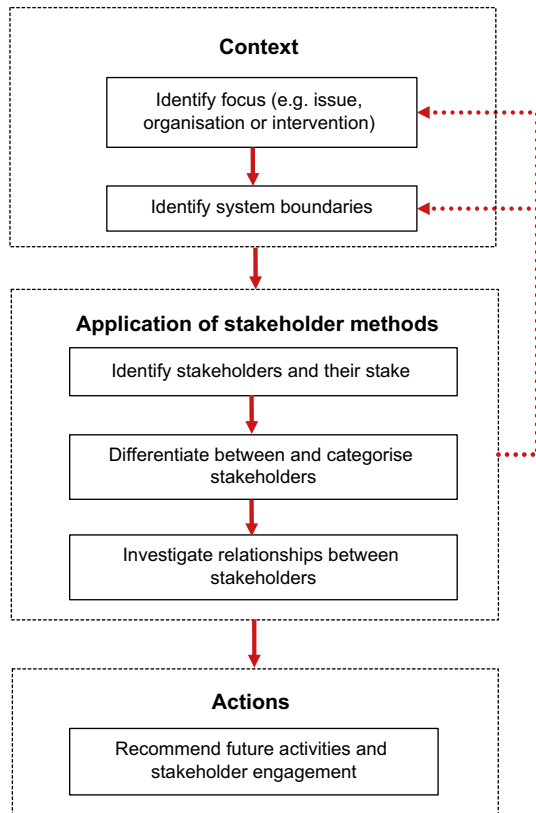 Context
Identify focus (e.g. issue,
organisation or intervention)
Identify system boundaries
Application of stakeholder methods
Identify stakeholders and their stake
Differentiate between and categorise
stakeholders
Investigate relationships between
stakeholders
Actions
Recommend future activities and
stakeholder engagement